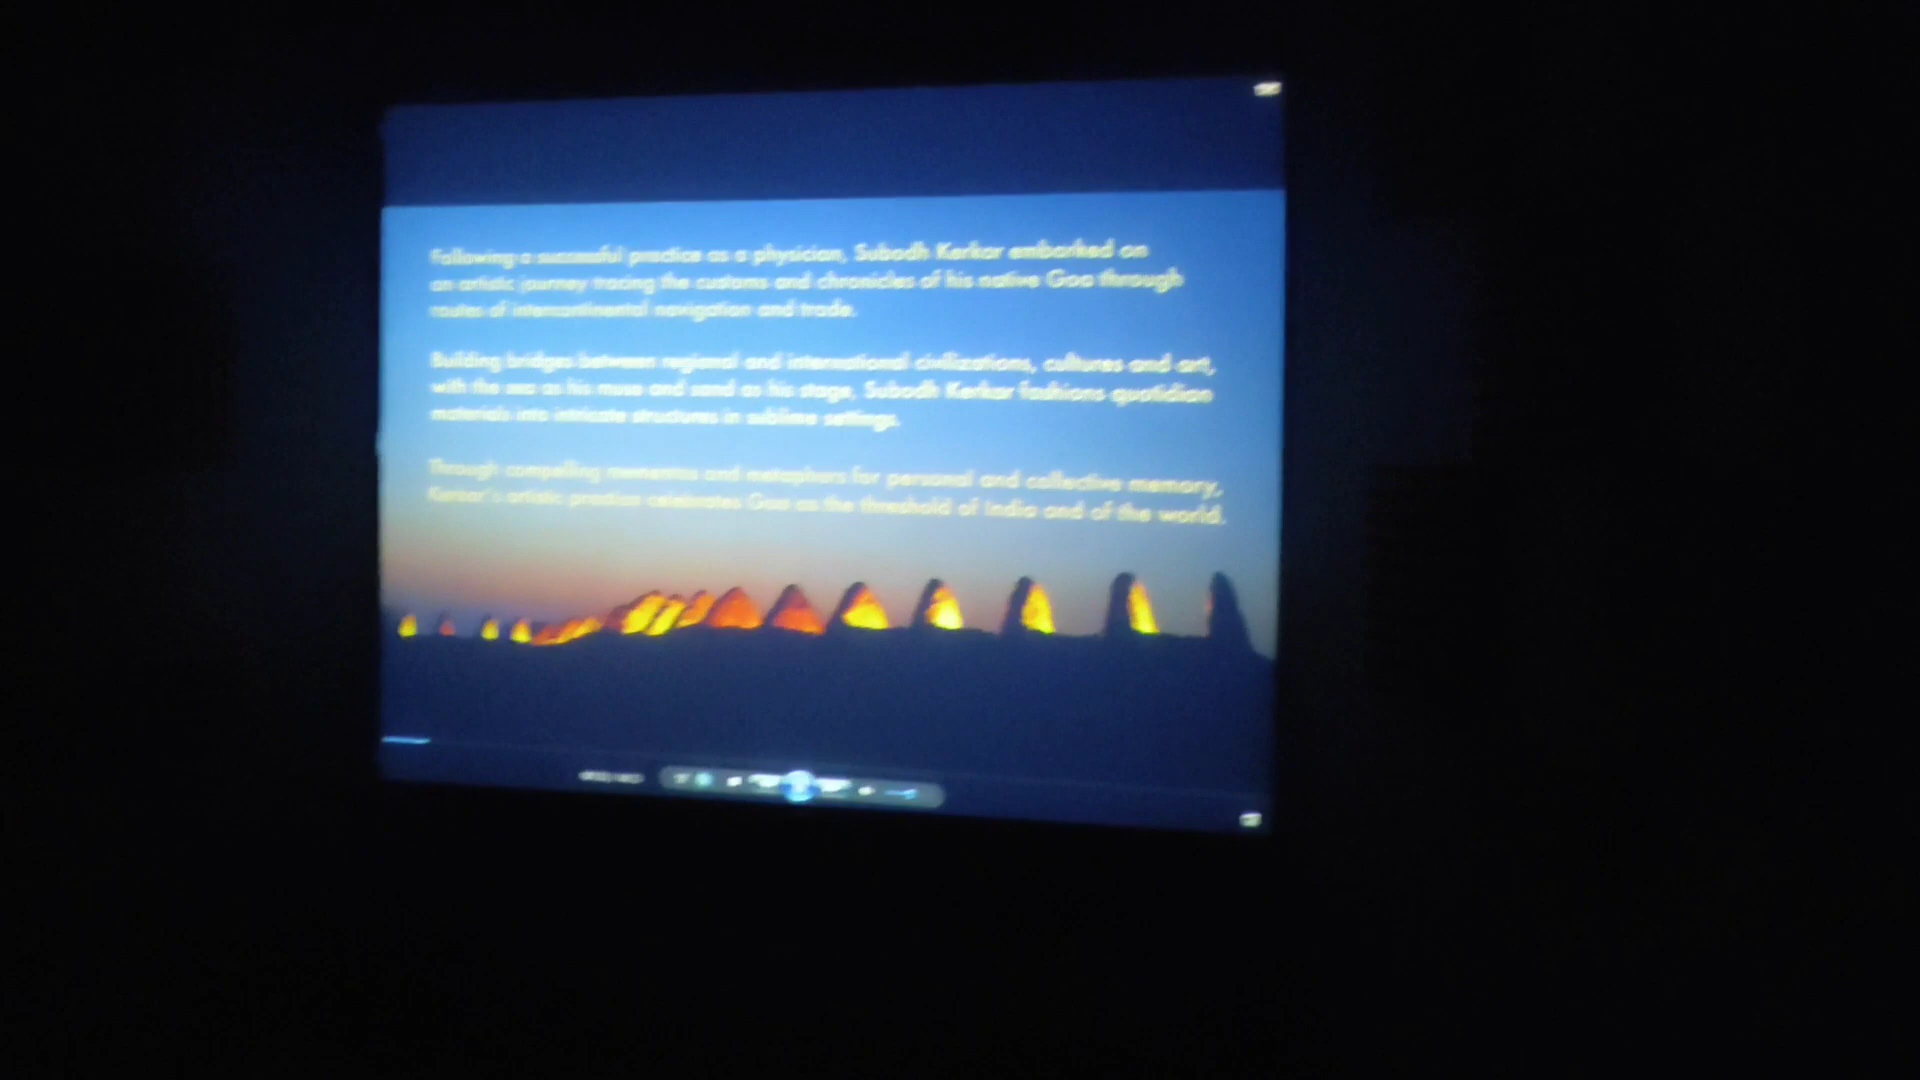 Following a successful practice as a physician, Subodh Kerkar embarked on
an artistic journey tracing the customs and chronicles of his native Goa through
routes of intercontinental navigation and trade.
Building bridges between regional and international civilizations, cultures and art,
with the sea as his muse and sand as his stage, Subodh Kerkar fashions quotidian
materials into intricate structures in sublime settings.
Through compelling mementos and metaphors for personal and collective memory,
Kerkar's artistic practice celebrates Goa as the threshold of India and of the world.